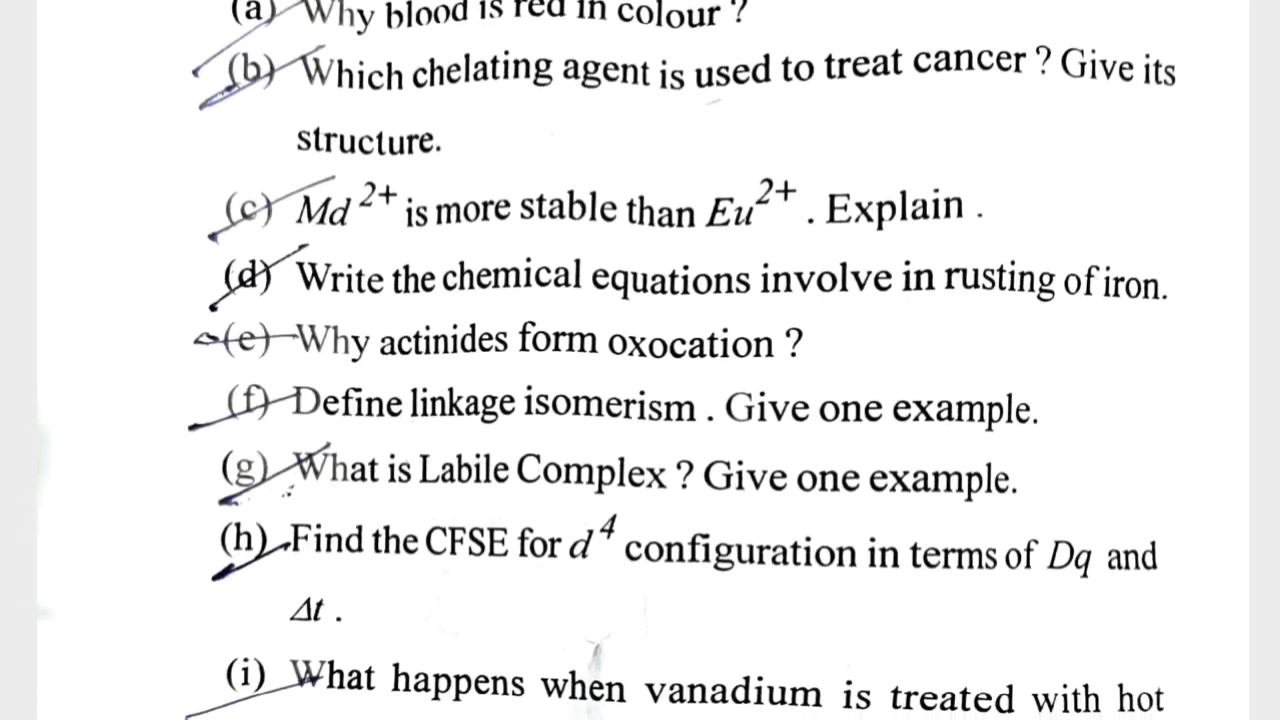 (a) Why blood is red in colour ?
(b) Which chelating agent is used to treat cancer ? Give its
structure.
(c) Md 2+ is more stable than Eu2+ . Explain .
(d) Write the chemical equations involve in rusting of iron.
(e) Why actinides form oxocation ?
(f) Define linkage isomerism . Give one example.
(g) What is Labile Complex ? Give one example.
(h) Find the CFSE for d 4 configuration in terms of Dq and
Δt .
(i) What happens when vanadium is treated with hot